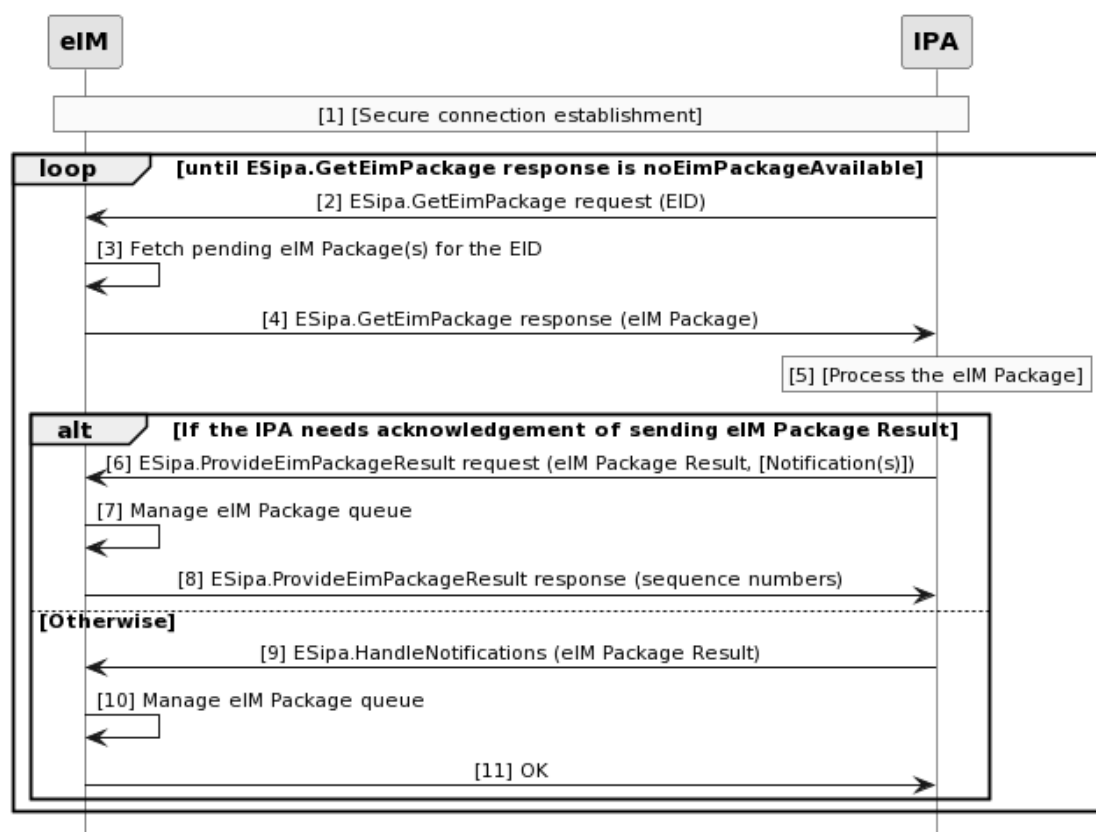 eIM
IPA
[1] [Secure connection establishment]
loop
[until ESipa.GetEimPackage response is noEimPackageAvailable]
[2] ESipa.GetEimPackage request (EID)
[3] Fetch pending eIM Package(s) for the EID
[4] ESipa.GetEimPackage response (eIM Package)
[5] [Process the eIM Package]
alt
[If the IPA needs acknowledgement of sending eIM Package Result]
[6] ESipa.ProvideEimPackageResult request (eIM Package Result, [Notification(s)])
[7] Manage eIM Package queue
[8] ESipa.ProvideEimPackageResult response (sequence numbers)
[Otherwise]
[9] ESipa.HandleNotifications (eIM Package Result)
[10] Manage eIM Package queue
[11] OK